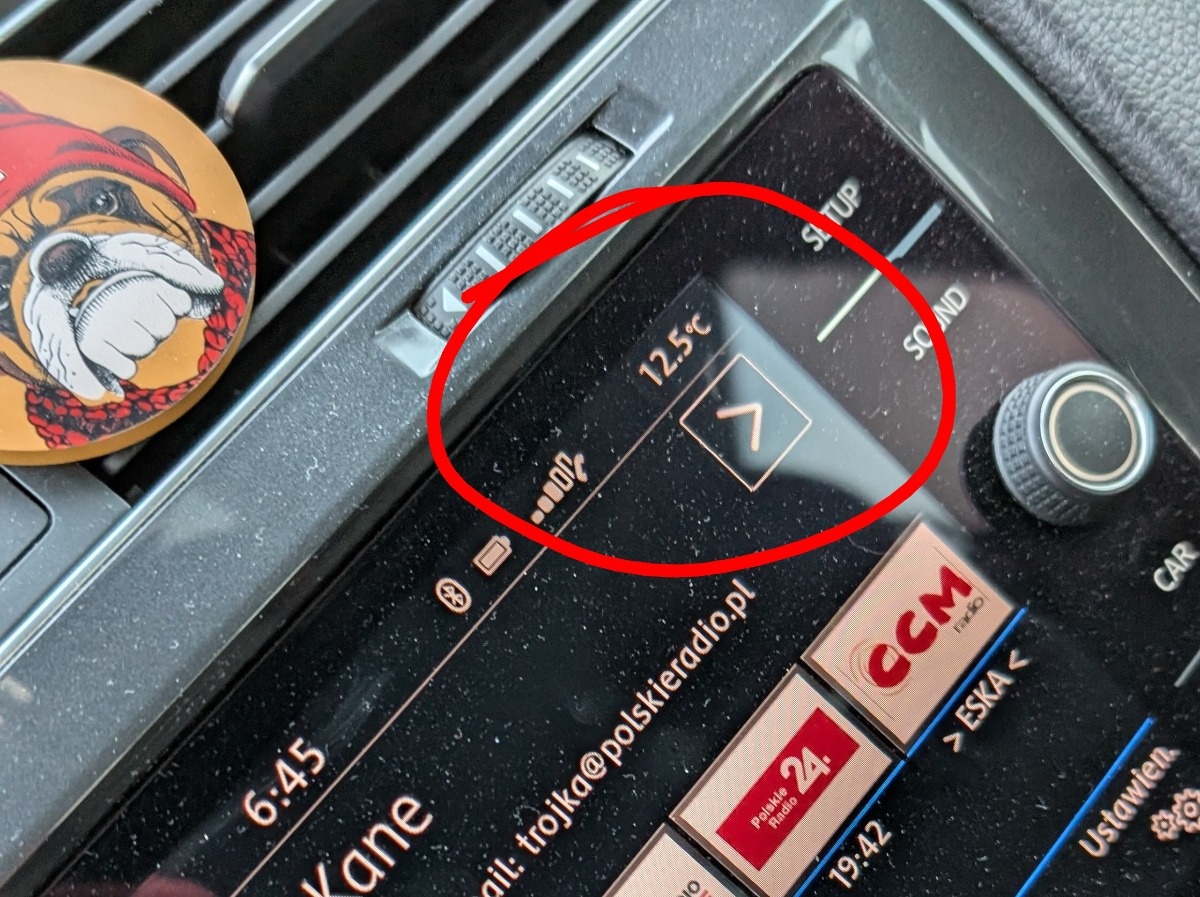 SETUP
SOUND
CAR
12.5°C
6:45
Kane
ail: trojka@polskieradio.pl
CCM
radio
Polskie
Radio 24.
> ESKA <
19:42
Ustawien.